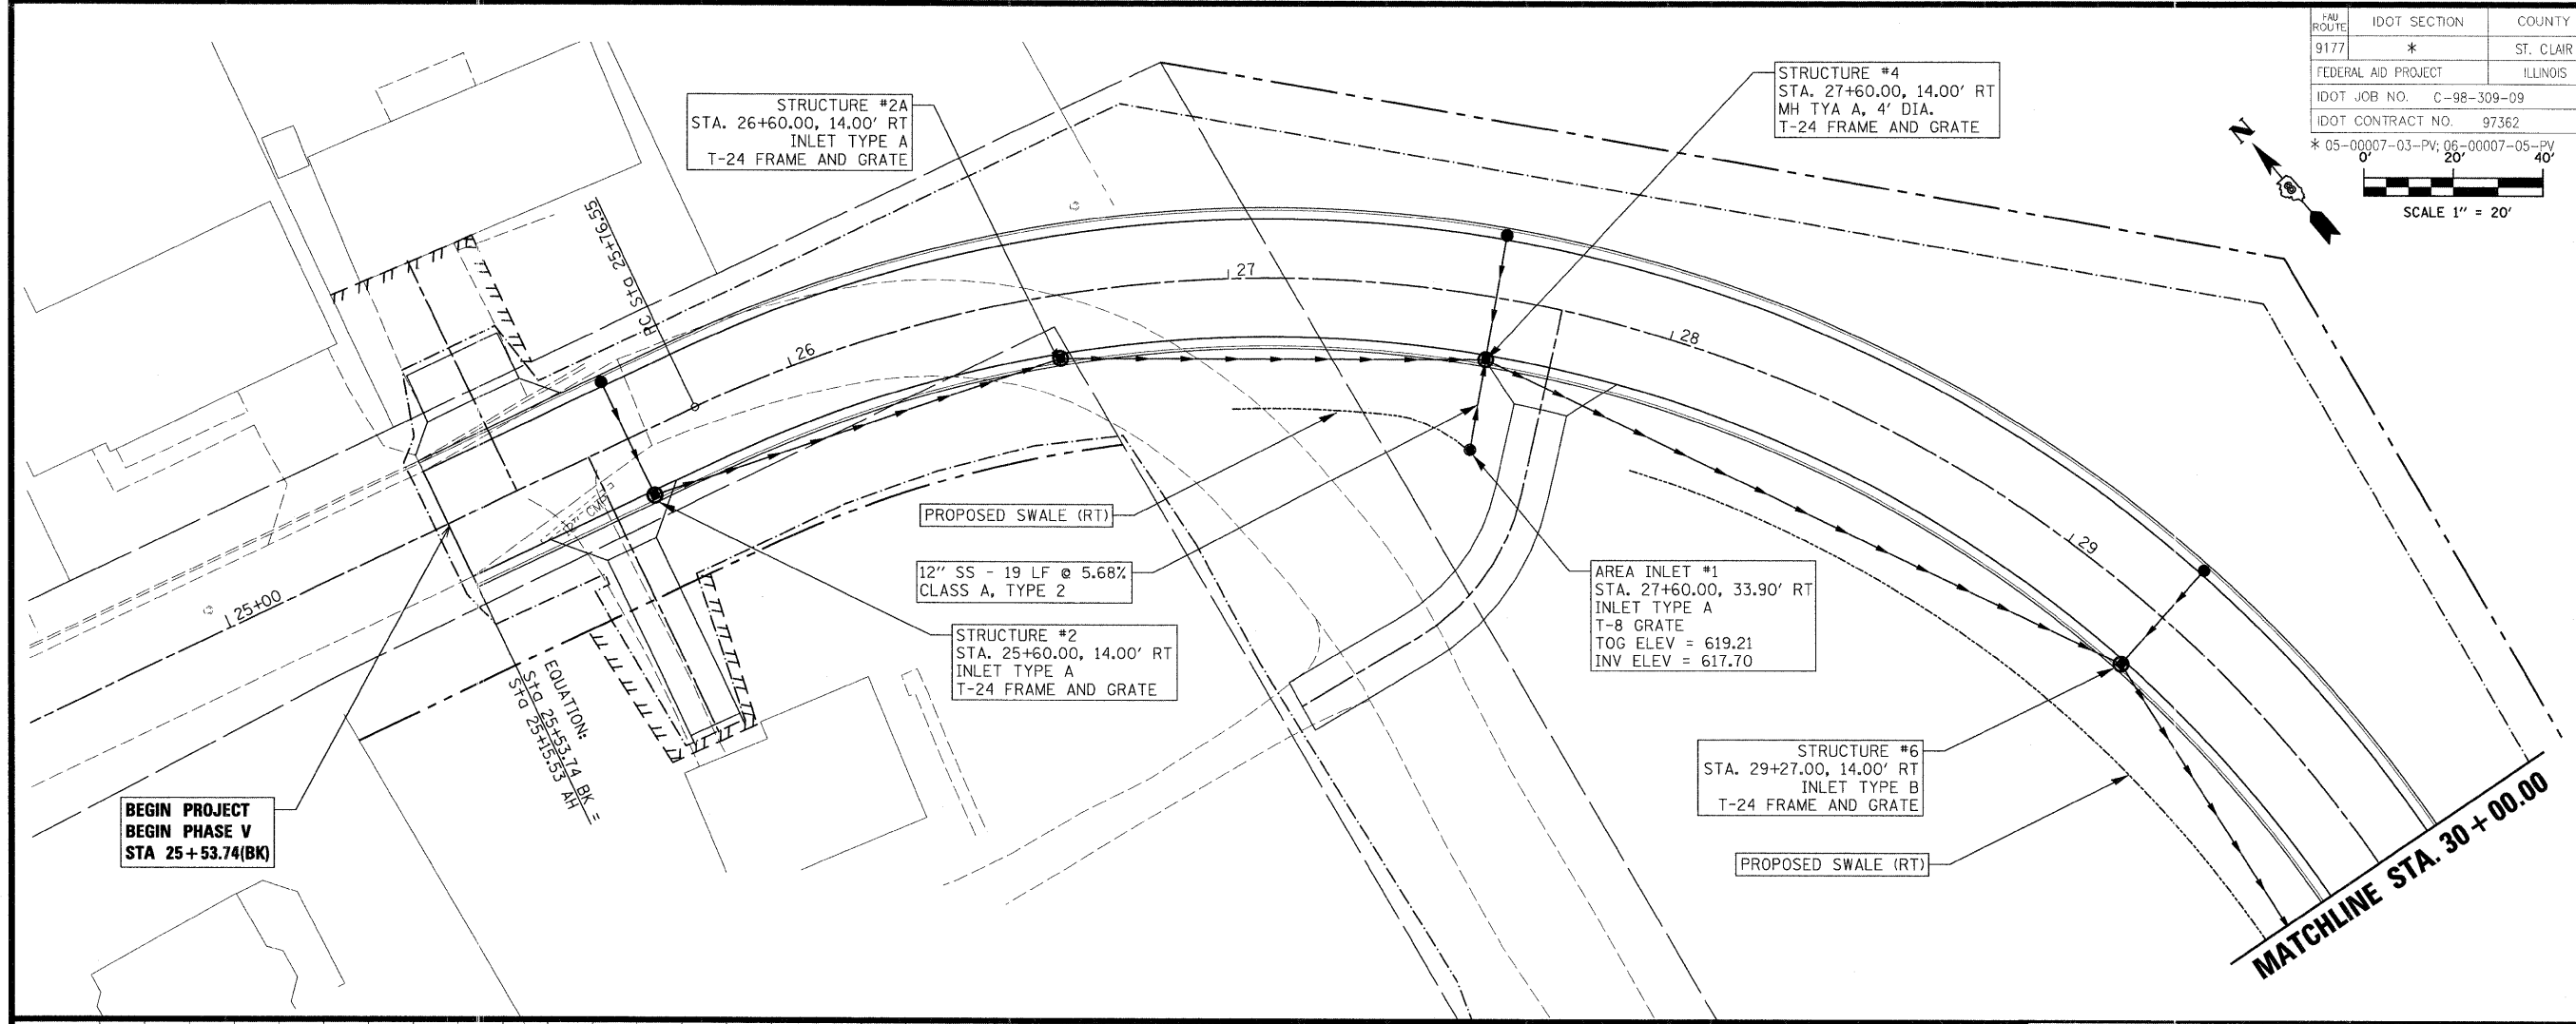 FAU ROUTE IDOT SECTION COUNTY
9177 * ST. CLAIR
FEDERAL AID PROJECT ILLINOIS
IDOT JOB NO. C-98-309-09
IDOT CONTRACT NO. 97362
* 05-00007-03-PV; 06-00007-05-PV
0' 20' 40'
SCALE 1" = 20'
N
STRUCTURE #2A
STA. 26+60.00, 14.00' RT
INLET TYPE A
T-24 FRAME AND GRATE
STRUCTURE #4
STA. 27+60.00, 14.00' RT
MH TYA A, 4' DIA.
T-24 FRAME AND GRATE
PC Sta 25+76.55
25+00
26
27
28
29
12" CMP
PROPOSED SWALE (RT)
12" SS - 19 LF @ 5.68%
CLASS A, TYPE 2
STRUCTURE #2
STA. 25+60.00, 14.00' RT
INLET TYPE A
T-24 FRAME AND GRATE
AREA INLET #1
STA. 27+60.00, 33.90' RT
INLET TYPE A
T-8 GRATE
TOG ELEV = 619.21
INV ELEV = 617.70
EQUATION:
Sta 25+53.74 BK =
Sta 25+15.53 AH
STRUCTURE #6
STA. 29+27.00, 14.00' RT
INLET TYPE B
T-24 FRAME AND GRATE
PROPOSED SWALE (RT)
BEGIN PROJECT
BEGIN PHASE V
STA 25+53.74(BK)
MATCHLINE STA. 30+00.00